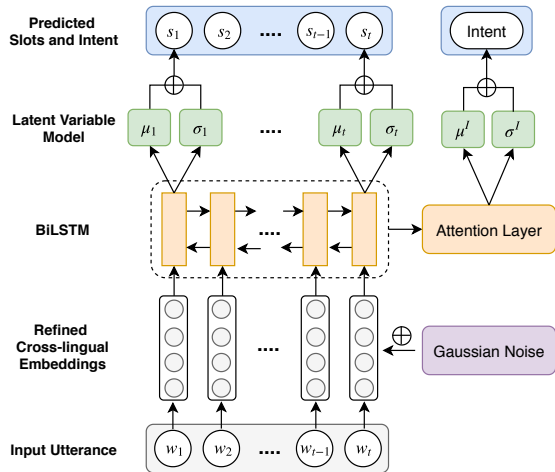 Predicted
Slots and Intent
s₁ s₂ .... sₜ₋₁ sₜ
Intent
Latent Variable
Model
μ₁ σ₁ .... μₜ σₜ
μᴵ σᴵ
BiLSTM
....
Attention Layer
Refined
Cross-lingual
Embeddings
....
Gaussian Noise
Input Utterance
w₁ w₂ .... wₜ₋₁ wₜ